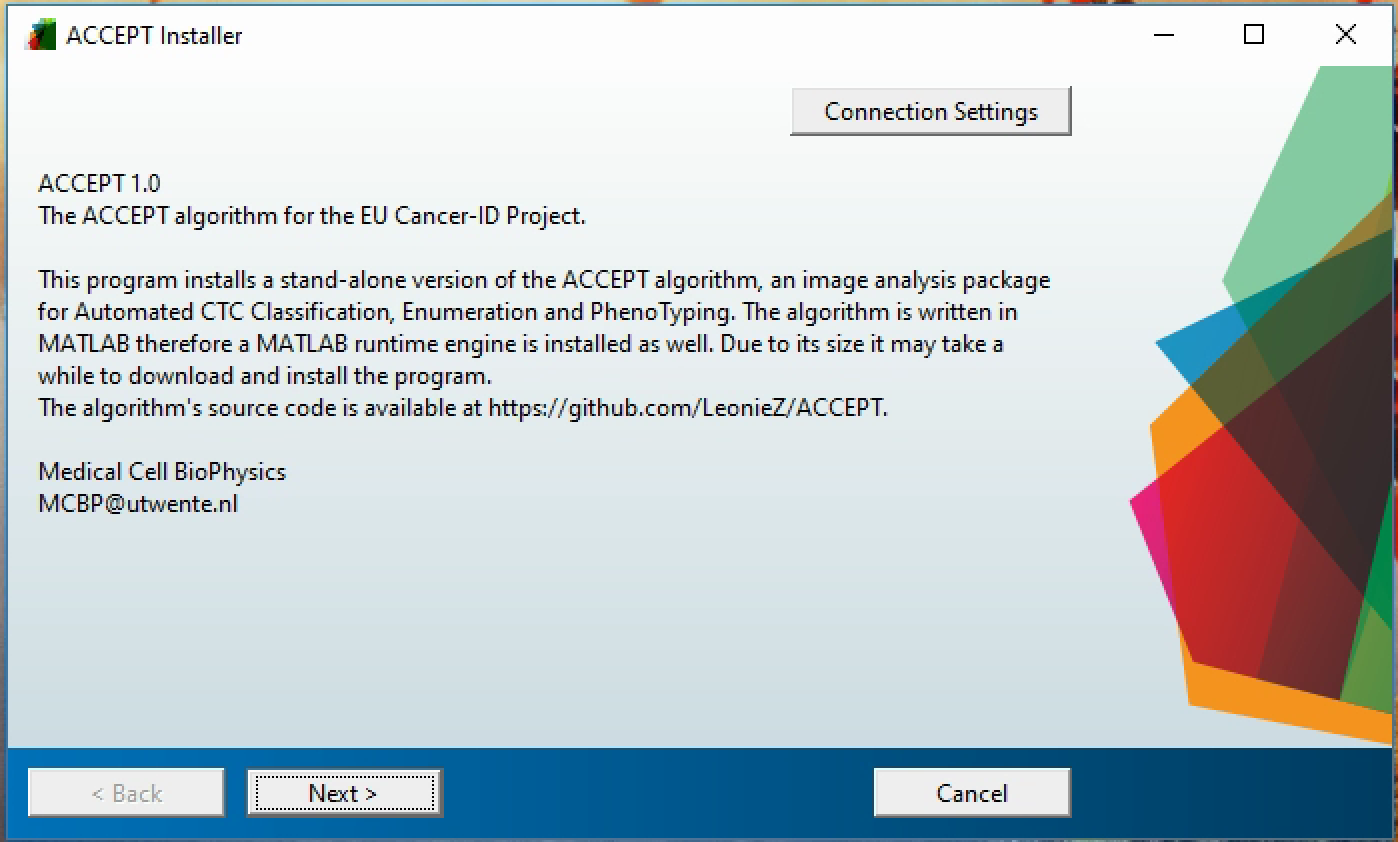 ACCEPT Installer
Connection Settings
ACCEPT 1.0
The ACCEPT algorithm for the EU Cancer-ID Project.
This program installs a stand-alone version of the ACCEPT algorithm, an image analysis package
for Automated CTC Classification, Enumeration and PhenoTyping. The algorithm is written in
MATLAB therefore a MATLAB runtime engine is installed as well. Due to its size it may take a
while to download and install the program.
The algorithm's source code is available at https://github.com/LeonieZ/ACCEPT.
Medical Cell BioPhysics
MCBP@utwente.nl
< Back
Next >
Cancel